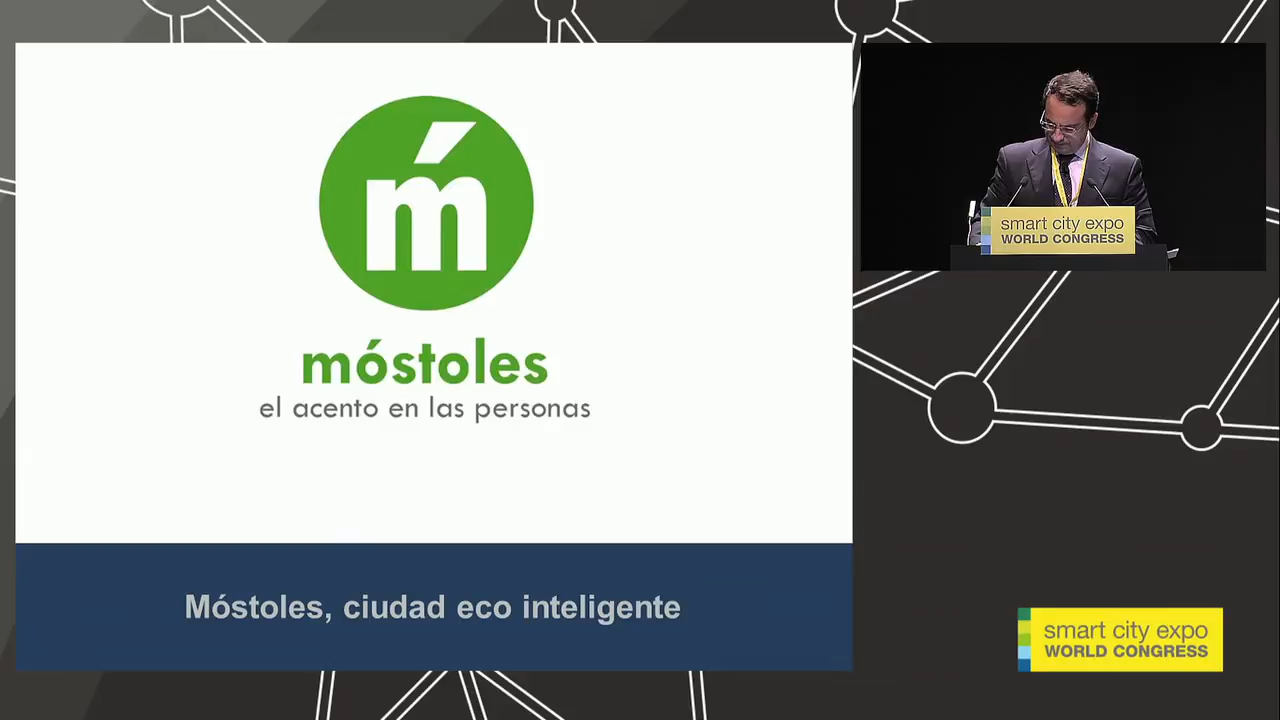 ḿ
móstoles
el acento en las personas
Móstoles, ciudad eco inteligente
smart city expo
WORLD CONGRESS
smart city expo
WORLD CONGRESS